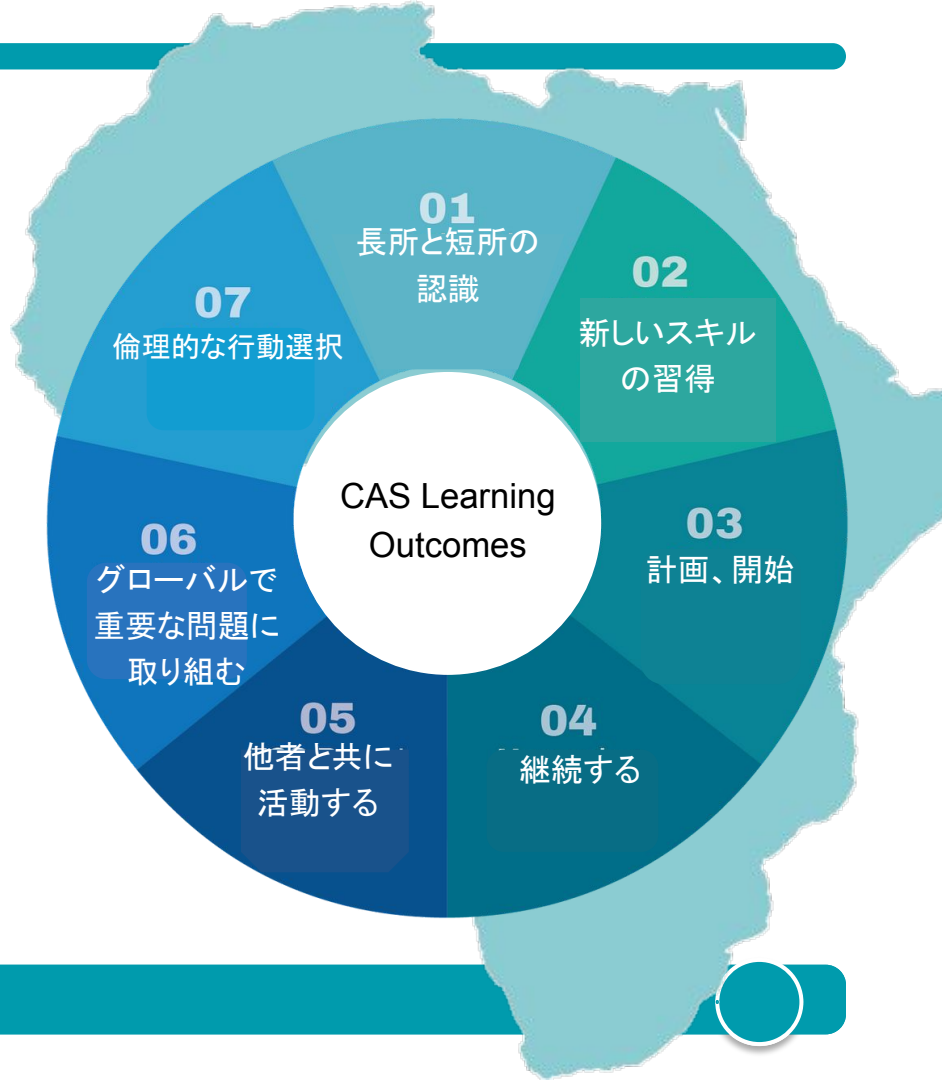 01
長所と短所の
認識
02
新しいスキル
の習得
03
計画、開始
04
継続する
05
他者と共に
活動する
06
グローバルで
重要な問題に
取り組む
07
倫理的な行動選択
CAS Learning
Outcomes